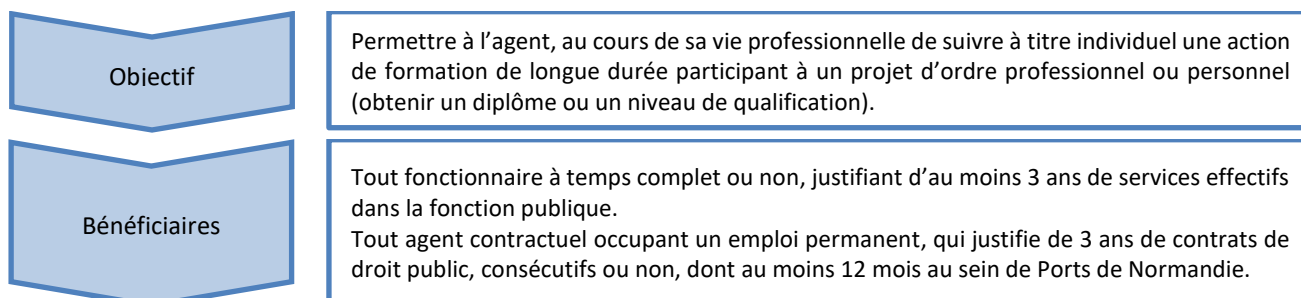 Objectif
Permettre à l’agent, au cours de sa vie professionnelle de suivre à titre individuel une action
de formation de longue durée participant à un projet d’ordre professionnel ou personnel
(obtenir un diplôme ou un niveau de qualification).
Bénéficiaires
Tout fonctionnaire à temps complet ou non, justifiant d’au moins 3 ans de services effectifs
dans la fonction publique.
Tout agent contractuel occupant un emploi permanent, qui justifie de 3 ans de contrats de
droit public, consécutifs ou non, dont au moins 12 mois au sein de Ports de Normandie.